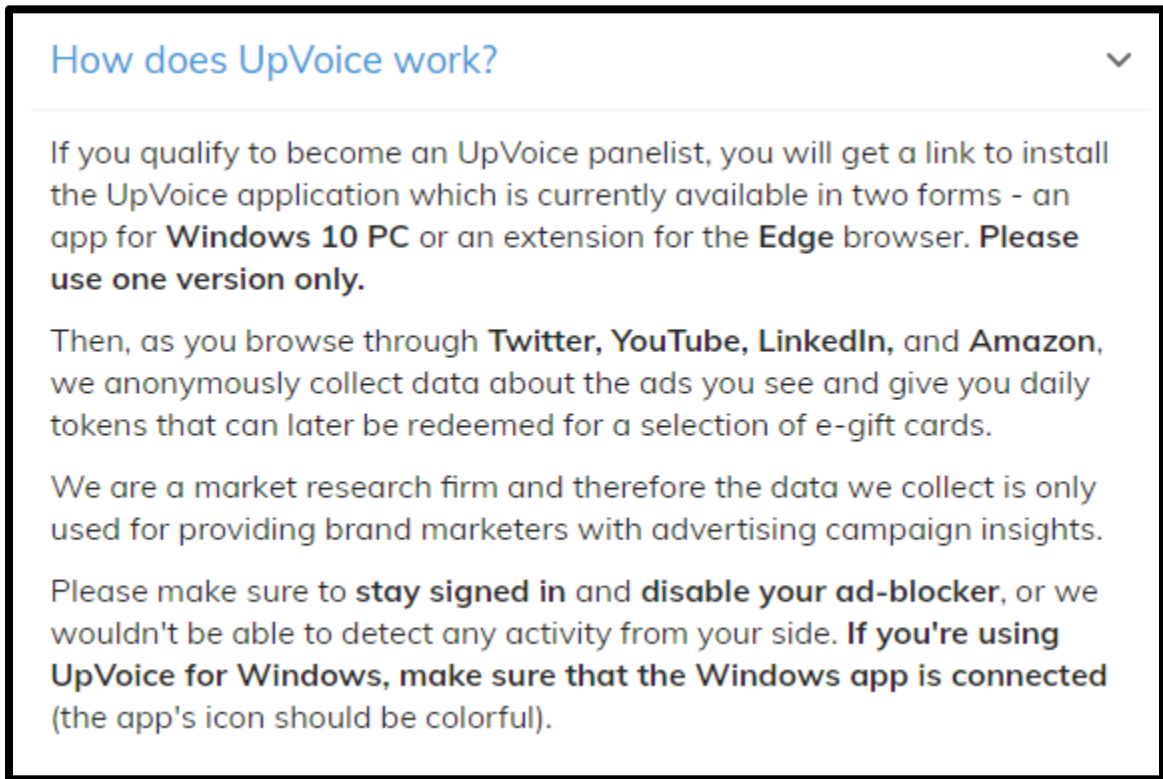 How does UpVoice work?
If you qualify to become an UpVoice panelist, you will get a link to install
the UpVoice application which is currently available in two forms - an
app for Windows 10 PC or an extension for the Edge browser. Please
use one version only.
Then, as you browse through Twitter, YouTube, LinkedIn, and Amazon,
we anonymously collect data about the ads you see and give you daily
tokens that can later be redeemed for a selection of e-gift cards.
We are a market research firm and therefore the data we collect is only
used for providing brand marketers with advertising campaign insights.
Please make sure to stay signed in and disable your ad-blocker, or we
wouldn't be able to detect any activity from your side. If you're using
UpVoice for Windows, make sure that the Windows app is connected
(the app's icon should be colorful).